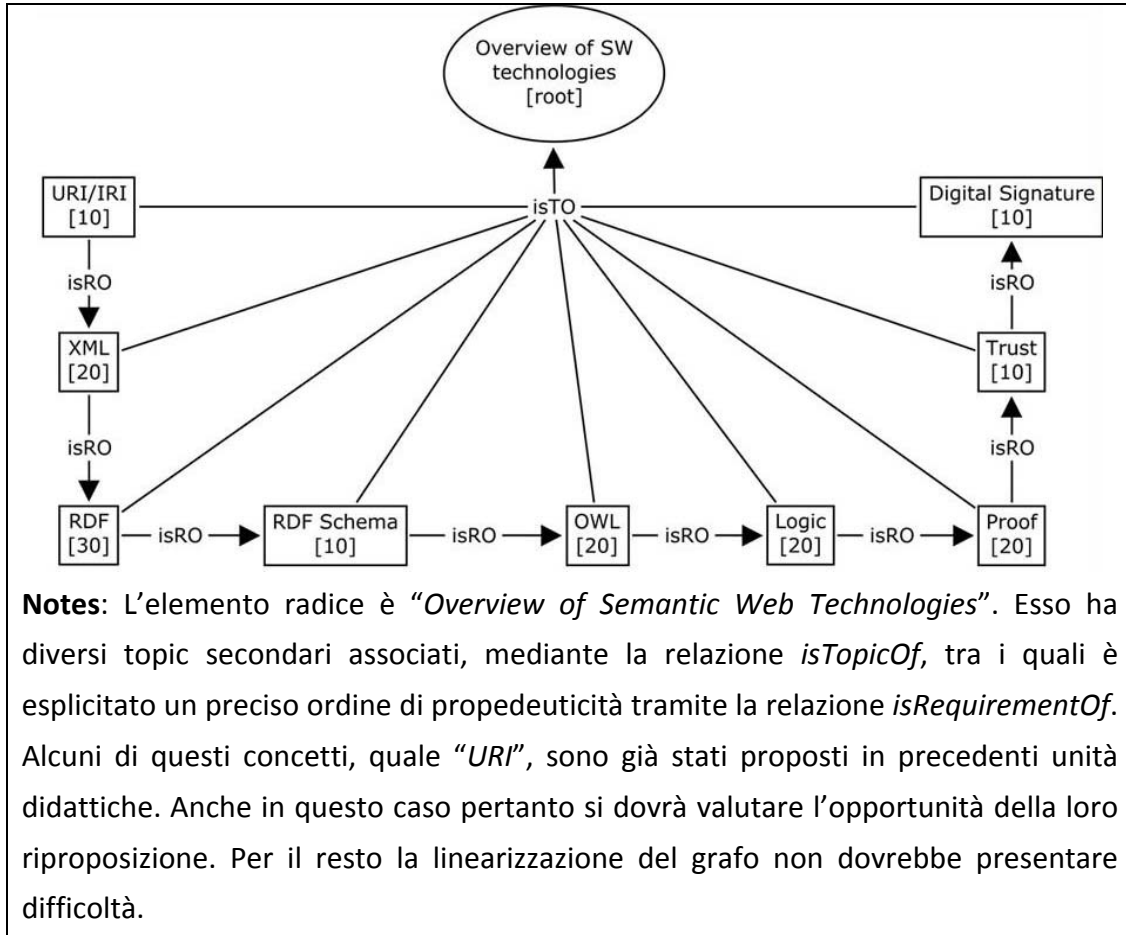 Overview of SW
technologies
[root]
URI/IRI
[10]
isTO
Digital Signature
[10]
isRO
isRO
XML
[20]
Trust
[10]
isRO
isRO
RDF
[30]
isRO
RDF Schema
[10]
isRO
OWL
[20]
isRO
Logic
[20]
isRO
Proof
[20]
Notes: L’elemento radice è “Overview of Semantic Web Technologies”. Esso ha
diversi topic secondari associati, mediante la relazione isTopicOf, tra i quali è
esplicitato un preciso ordine di propedeuticità tramite la relazione isRequirementOf.
Alcuni di questi concetti, quale “URI”, sono già stati proposti in precedenti unità
didattiche. Anche in questo caso pertanto si dovrà valutare l’opportunità della loro
riproposizione. Per il resto la linearizzazione del grafo non dovrebbe presentare
difficoltà.